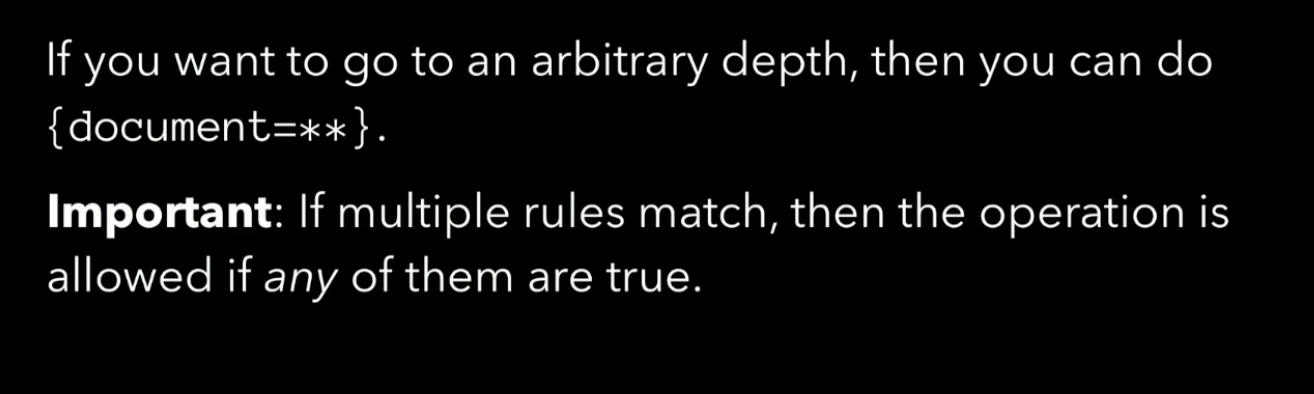 If you want to go to an arbitrary depth, then you can do
{document=**}.
Important: If multiple rules match, then the operation is
allowed if any of them are true.